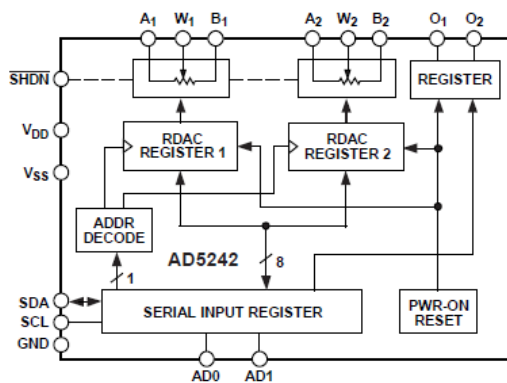 A1 W1 B1 A2 W2 B2 O1 O2
SHDN
REGISTER
VDD
RDAC
REGISTER 1
RDAC
REGISTER 2
VSS
ADDR
DECODE
AD5242
8
1
SDA
SCL
GND
SERIAL INPUT REGISTER
PWR-ON
RESET
AD0 AD1